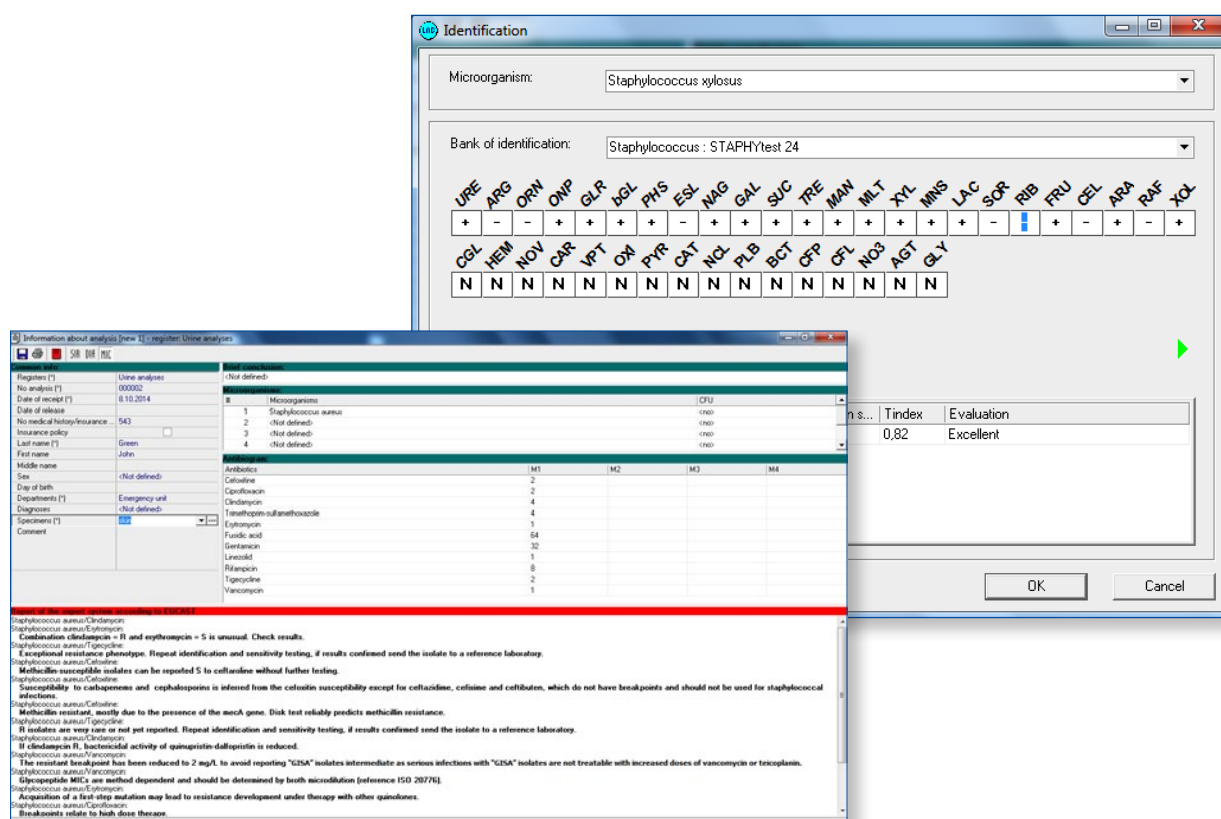 Identification
Microorganism:
Staphylococcus xylosus
Bank of identification:
Staphylococcus : STAPHYtest 24
URE ARG ORN ONP GLR bGL PHS ESL NAG GAL SUC TRE MAN MLT XYL MNS LAC SOR RIB FRU CEL ARA RAF XOL
+ - - + + + + - + + + + + + + + + - + - + - +
CGL HEM NOV CAR VPT OXI PYR CAT NCL PLB BCT CFP CFL NO3 AGT GLY
N N N N N N N N N N N N N N N N
Tindex Evaluation
0,82 Excellent
OK Cancel
Information about analysis [new 1] - register: Urine analyses
SIR DIR MIC
Common info:
Registers (*) Urine analyses
No analysis (*) 000002
Date of receipt (*) 8.10.2014
Date of release
No medical history/insurance ... 543
Insurance policy
Last name (*) Green
First name John
Middle name
Sex <Not defined>
Day of birth
Departments (*) Emergency unit
Diagnoses <Not defined>
Specimens (*) skin
Comment
Brief conclusion:
<Not defined>
Microorganisms:
# Microorganisms CFU
1 Staphylococcus aureus <no>
2 <Not defined> <no>
3 <Not defined> <no>
4 <Not defined> <no>
Antibiogram:
Antibiotics M1 M2 M3 M4
Cefoxitine 2
Ciprofloxacin 2
Clindamycin 4
Trimethoprim-sulfamethoxazole 4
Erytromycin 1
Fusidic acid 64
Gentamicin 32
Linezolid 1
Rifampicin 8
Tigecycline 2
Vancomycin 1
Report of the expert system according to EUCAST
Staphylococcus aureus/Clindamycin:
Staphylococcus aureus/Erytromycin:
Combination clindamycin = R and erythromycin = S is unusual. Check results.
Staphylococcus aureus/Tigecycline:
Exceptional resistance phenotype. Repeat identification and sensitivity testing, if results confirmed send the isolate to a reference laboratory.
Staphylococcus aureus/Cefoxitine:
Methicillin-susceptible isolates can be reported S to ceftaroline without further testing.
Staphylococcus aureus/Cefoxitine:
Susceptibility to carbapenems and cephalosporins is inferred from the cefoxitin susceptibility except for ceftazidime, cefixime and ceftibuten, which do not have breakpoints and should not be used for staphylococcal
infections.
Staphylococcus aureus/Cefoxitine:
Methicillin resistant, mostly due to the presence of the mecA gene. Disk test reliably predicts methicillin resistance.
Staphylococcus aureus/Tigecycline:
R isolates are very rare or not yet reported. Repeat identification and sensitivity testing, if results confirmed send the isolate to a reference laboratory.
Staphylococcus aureus/Clindamycin:
If clindamycin R, bactericidal activity of quinupristin-dalfopristin is reduced.
Staphylococcus aureus/Vancomycin:
The resistant breakpoint has been reduced to 2 mg/L to avoid reporting "GISA" isolates intermediate as serious infections with "GISA" isolates are not treatable with increased doses of vancomycin or teicoplanin.
Staphylococcus aureus/Vancomycin:
Glycopeptide MICs are method dependent and should be determined by broth microdilution (reference ISO 20776).
Staphylococcus aureus/Erytromycin:
Acquisition of a first-step mutation may lead to resistance development under therapy with other quinolones.
Staphylococcus aureus/Ciprofloxacin:
Breakpoints relate to high dose therapy.